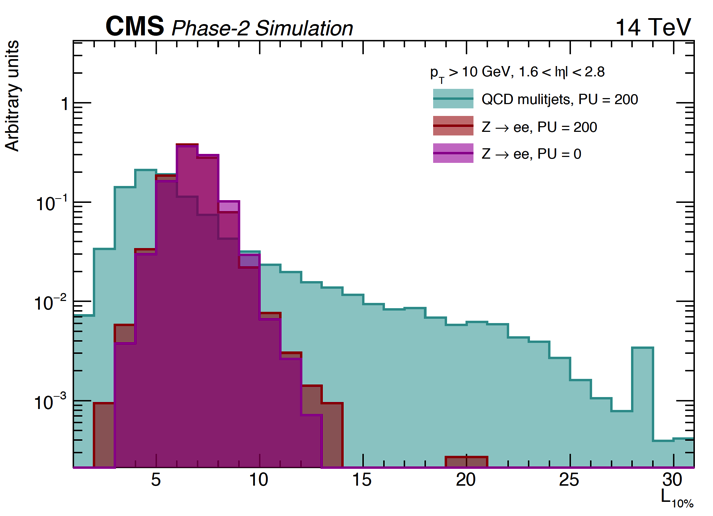 CMS Phase-2 Simulation 14 TeV
Arbitrary units
p_T > 10 GeV, 1.6 < |η| < 2.8
QCD mulitjets, PU = 200
Z → ee, PU = 200
Z → ee, PU = 0
1
10⁻¹
10⁻²
10⁻³
5 10 15 20 25 30
L_10%